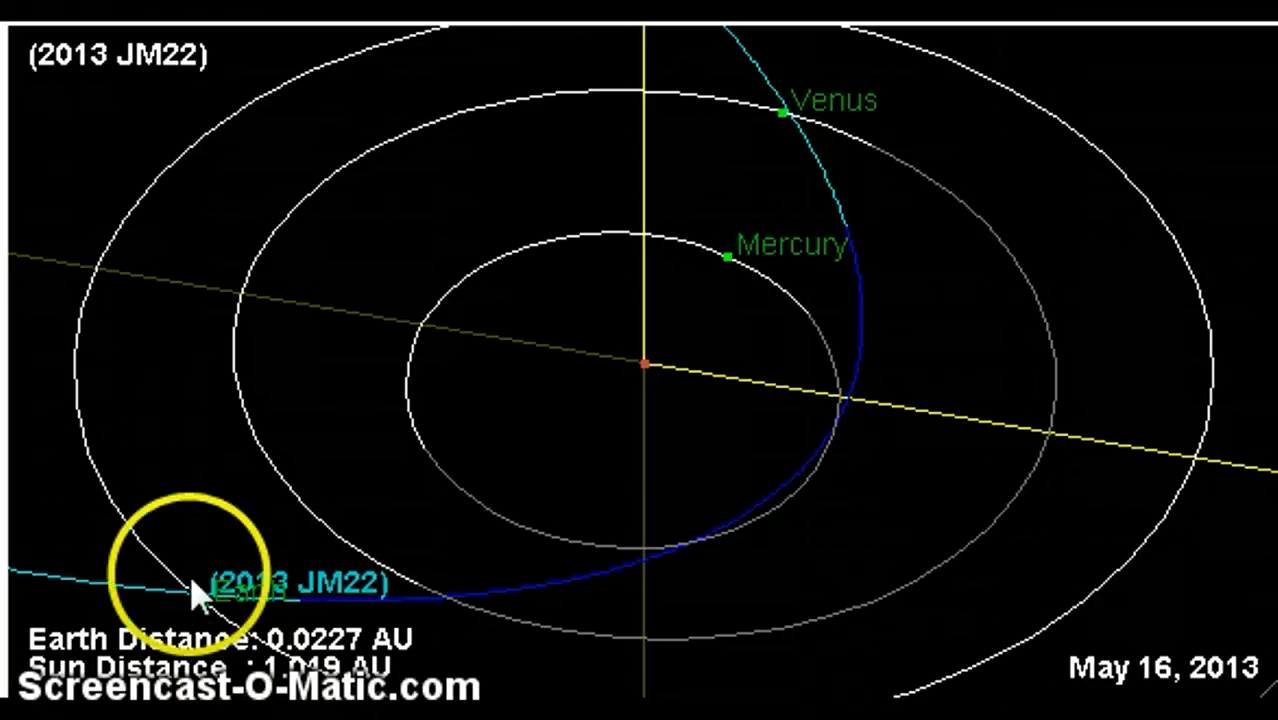 (2013 JM22)
Venus
Mercury
(2013 JM22)
Earth
Earth Distance: 0.0227 AU
Sun Distance : 1.019 AU
May 16, 2013
Screencast-O-Matic.com